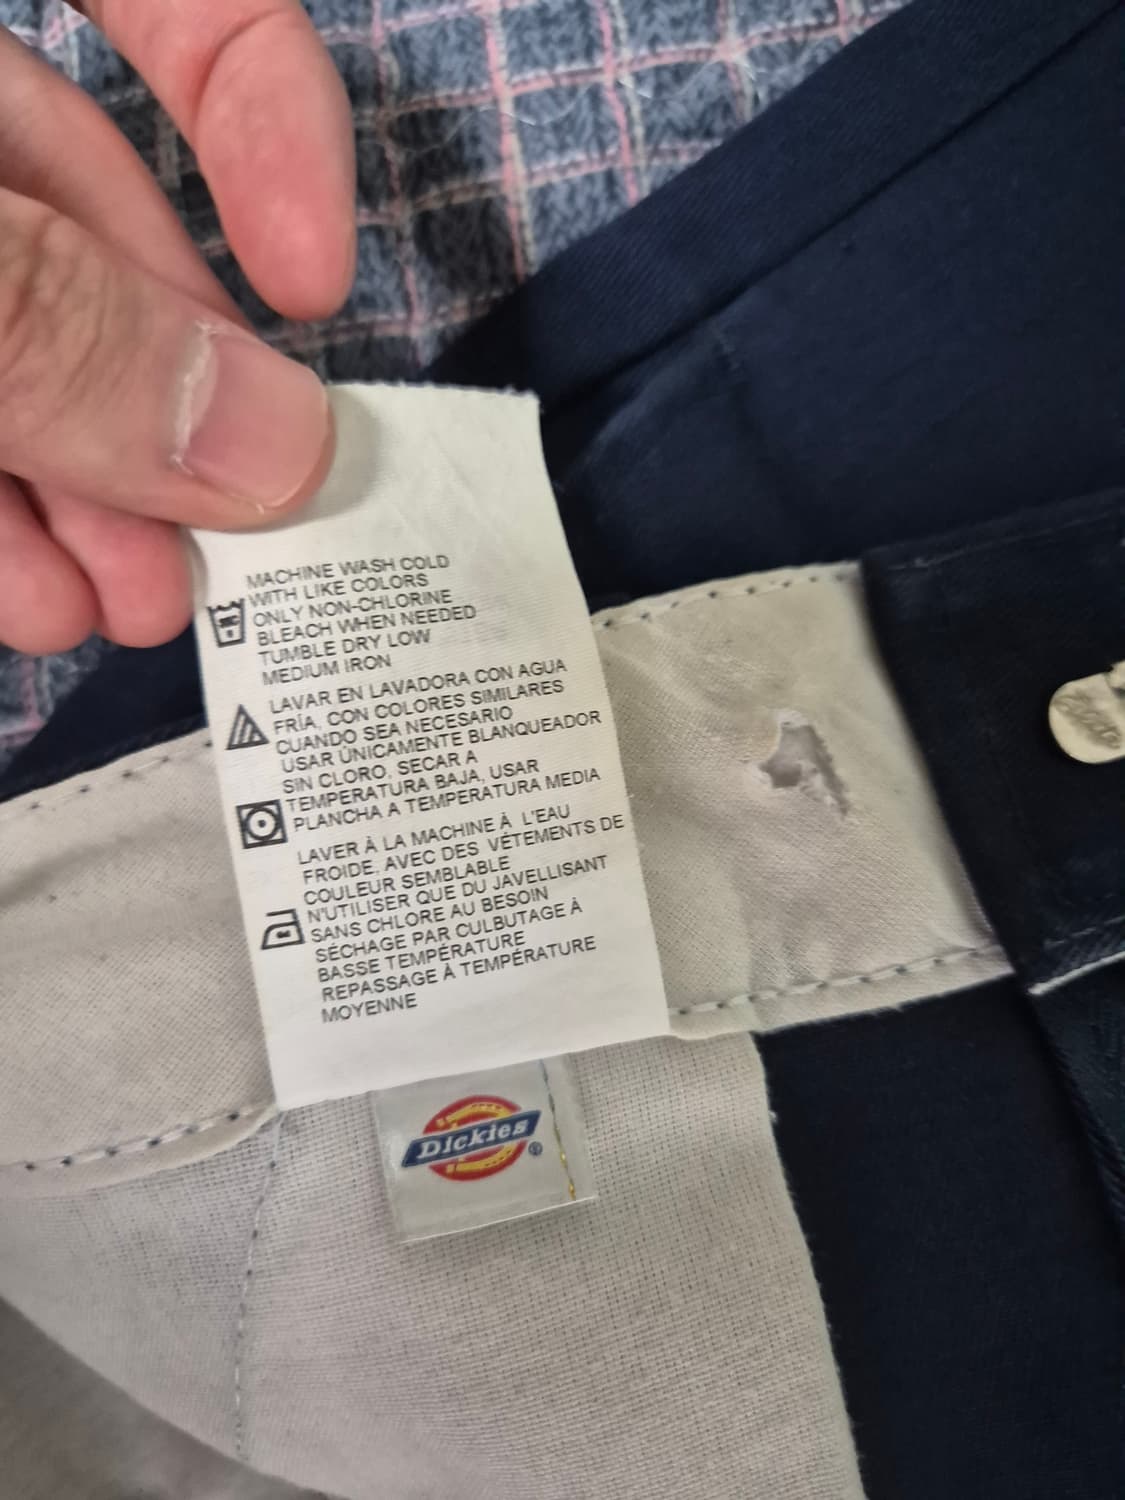 MACHINE WASH COLD
WITH LIKE COLORS
ONLY NON-CHLORINE
BLEACH WHEN NEEDED
TUMBLE DRY LOW
MEDIUM IRON
LAVAR EN LAVADORA CON AGUA
FRÍA, CON COLORES SIMILARES
CUANDO SEA NECESARIO
USAR ÚNICAMENTE BLANQUEADOR
SIN CLORO, SECAR A
TEMPERATURA BAJA, USAR
PLANCHA A TEMPERATURA MEDIA
LAVER À LA MACHINE À L'EAU
FROIDE, AVEC DES VÊTEMENTS DE
COULEUR SEMBLABLE
N'UTILISER QUE DU JAVELLISANT
SANS CHLORE AU BESOIN
SÉCHAGE PAR CULBUTAGE À
BASSE TEMPÉRATURE
REPASSAGE À TEMPÉRATURE
MOYENNE
Dickies®